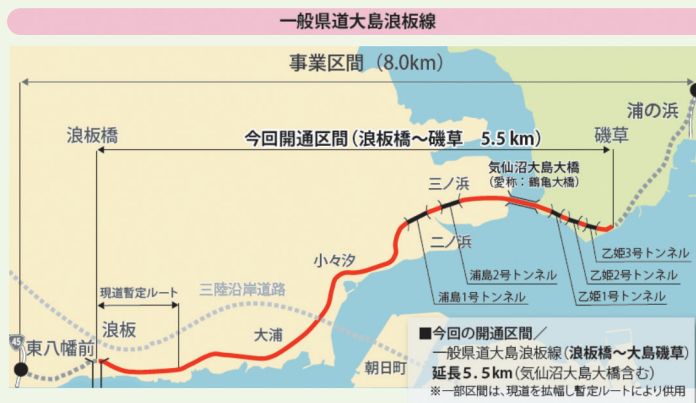 一般県道大島浪板線
事業区間（8.0km）
浦の浜
浪板橋
今回開通区間（浪板橋～磯草　5.5km）
磯草
気仙沼大島大橋
（愛称：鶴亀大橋）
三ノ浜
二ノ浜
乙姫3号トンネル
小々汐
浦島2号トンネル
乙姫2号トンネル
現道暫定ルート
三陸沿岸道路
浦島1号トンネル
乙姫1号トンネル
浪板
大浦
45
東八幡前
朝日町
■今回の開通区間／
一般県道大島浪板線（浪板橋～大島磯草）
延長5.5km（気仙沼大島大橋含む）
※一部区間は、現道を拡幅し暫定ルートにより供用